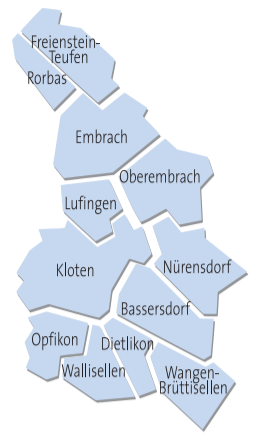 Freienstein-
Teufen
Rorbas
Embrach
Oberembrach
Lufingen
Kloten
Nürensdorf
Bassersdorf
Opfikon
Dietlikon
Wallisellen
Wangen-
Brüttisellen